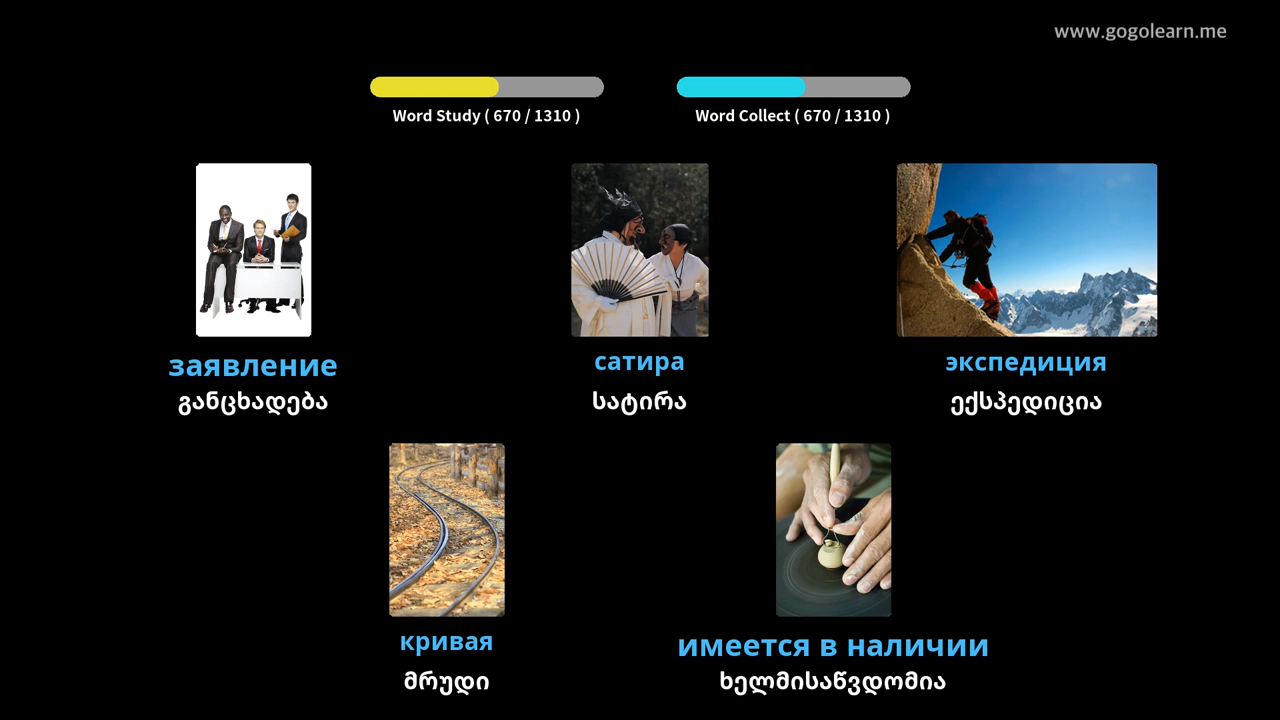 www.gogolearn.me
Word Study ( 670 / 1310 )
Word Collect ( 670 / 1310 )
заявление
განცხადება
сатира
სატირა
экспедиция
ექსპედიცია
кривая
მრუდი
имеется в наличии
ხელმისაწვდომია